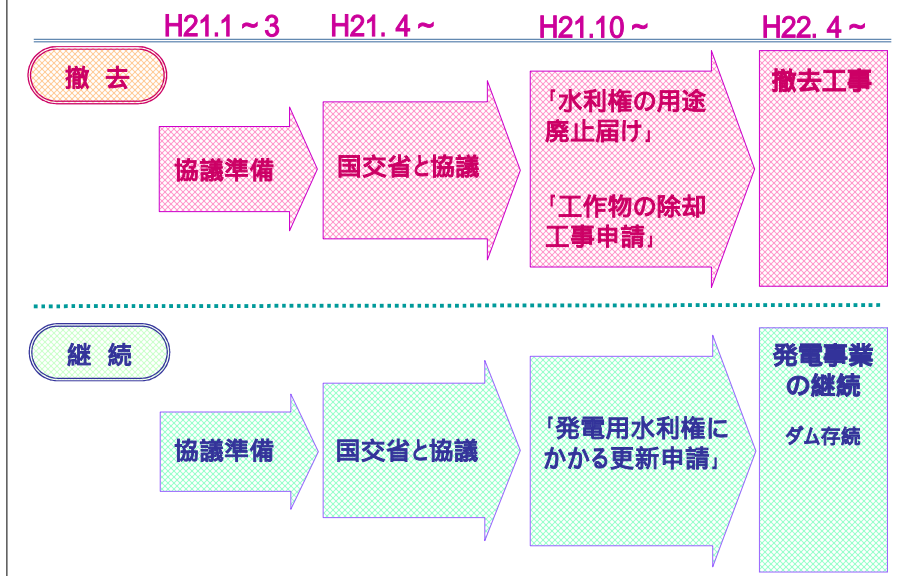 H21.1～3 H21.4～ H21.10～ H22.4～
撤去
協議準備
国交省と協議
「水利権の用途
廃止届け」
「工作物の除却
工事申請」
撤去工事
継続
協議準備
国交省と協議
「発電用水利権に
かかる更新申請」
発電事業
の継続
ダム存続